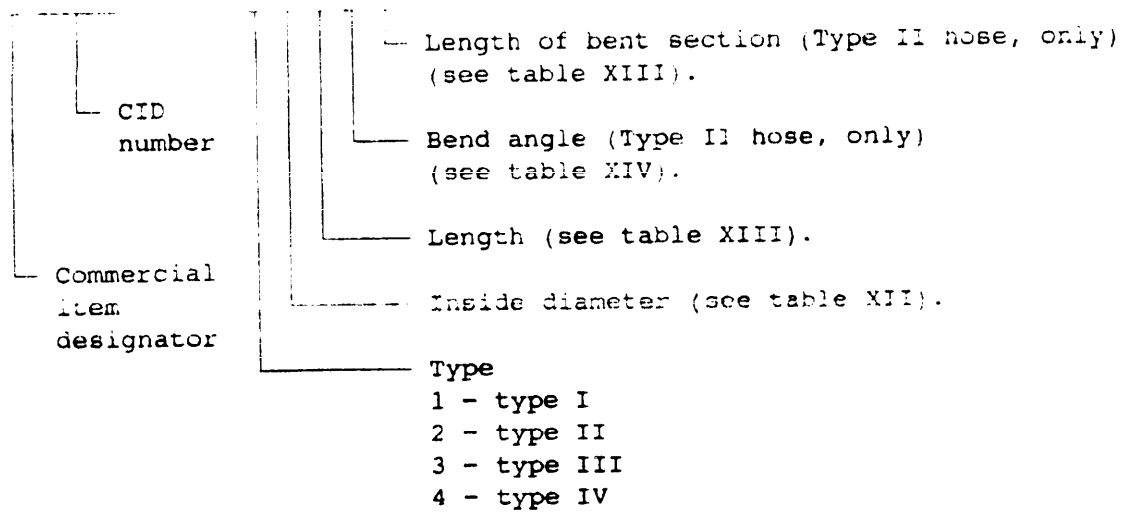 Length of bent section (Type II hose, only)
(see table XIII).
CID
number
Bend angle (Type II hose, only)
(see table XIV).
Length (see table XIII).
Commercial
item
designator
Inside diameter (see table XII).
Type
1 - type I
2 - type II
3 - type III
4 - type IV